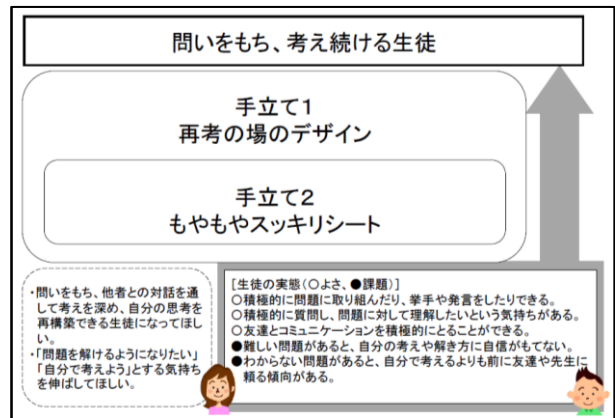 問いをもち、考え続ける生徒
手立て1
再考の場のデザイン
手立て2
もやもやスッキリシート
・問いをもち、他者との対話を通
して考えを深め、自分の思考を
再構築できる生徒になってほし
い。
・「問題を解けるようになりたい」
「自分で考えよう」とする気持ち
を伸ばしてほしい。
[生徒の実態(○よさ、●課題)]
○積極的に問題に取り組んだり、挙手や発言をしたりできる。
○積極的に質問し、問題に対して理解したいという気持ちがある。
○友達とコミュニケーションを積極的にとることができる。
●難しい問題があると、自分の考えや解き方に自信がもてない。
●わからない問題があると、自分で考えるよりも前に友達や先生に
頼る傾向がある。